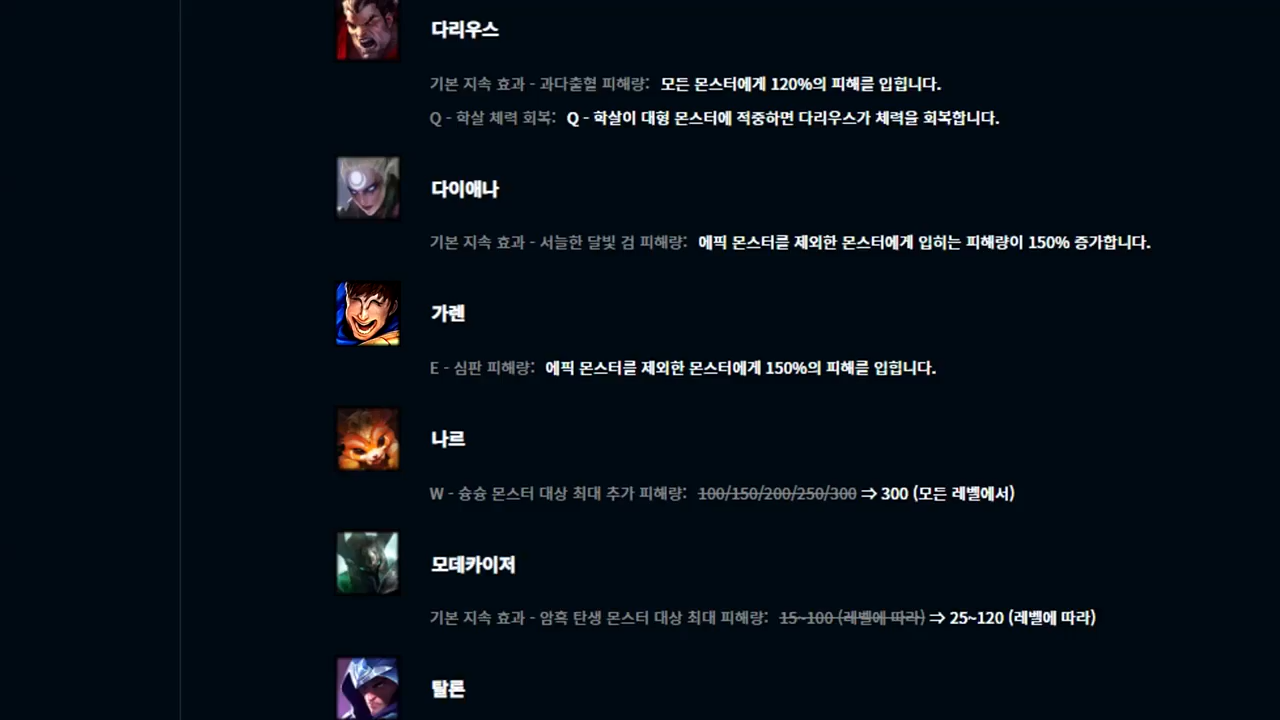 다리우스
기본 지속 효과 - 과다출혈 피해량: 모든 몬스터에게 120%의 피해를 입힙니다.
Q - 학살 체력 회복: Q - 학살이 대형 몬스터에 적중하면 다리우스가 체력을 회복합니다.
다이애나
기본 지속 효과 - 서늘한 달빛 검 피해량: 에픽 몬스터를 제외한 몬스터에게 입히는 피해량이 150% 증가합니다.
가렌
E - 심판 피해량: 에픽 몬스터를 제외한 몬스터에게 150%의 피해를 입힙니다.
나르
W - 슝슝 몬스터 대상 최대 추가 피해량: 100/150/200/250/300 ⇒ 300 (모든 레벨에서)
모데카이저
기본 지속 효과 - 암흑 탄생 몬스터 대상 최대 피해량: 15~100 (레벨에 따라) ⇒ 25~120 (레벨에 따라)
탈론